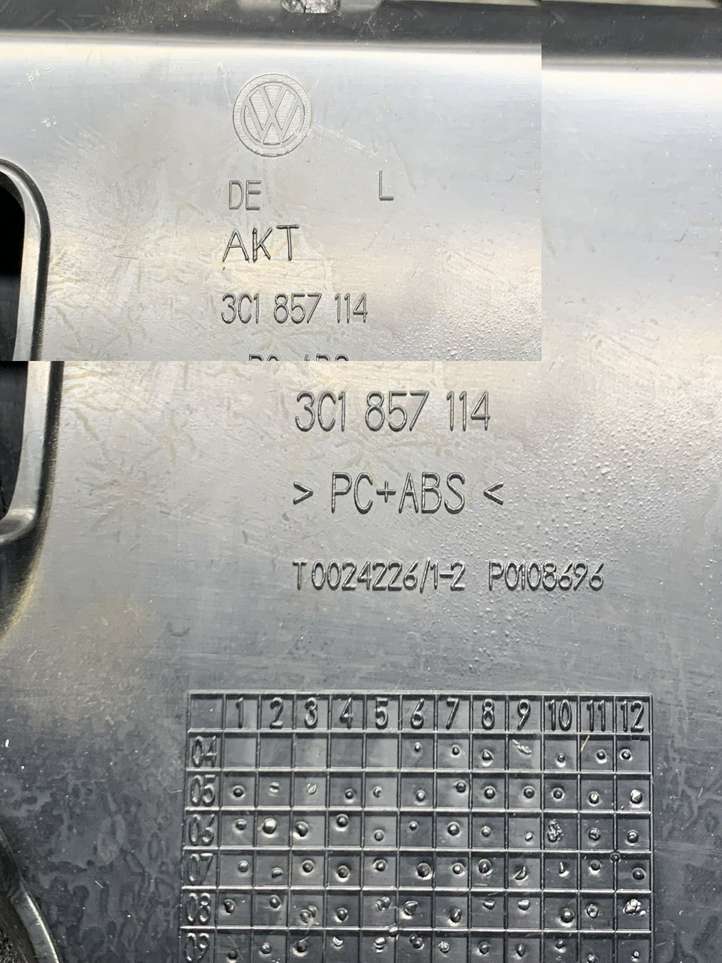 DE L
AKT
3C1 857 114
3C1 857 114
> PC+ABS <
T0024226/1-2 P0108696
1 2 3 4 5 6 7 8 9 10 11 12
04
05
06
07
08
09